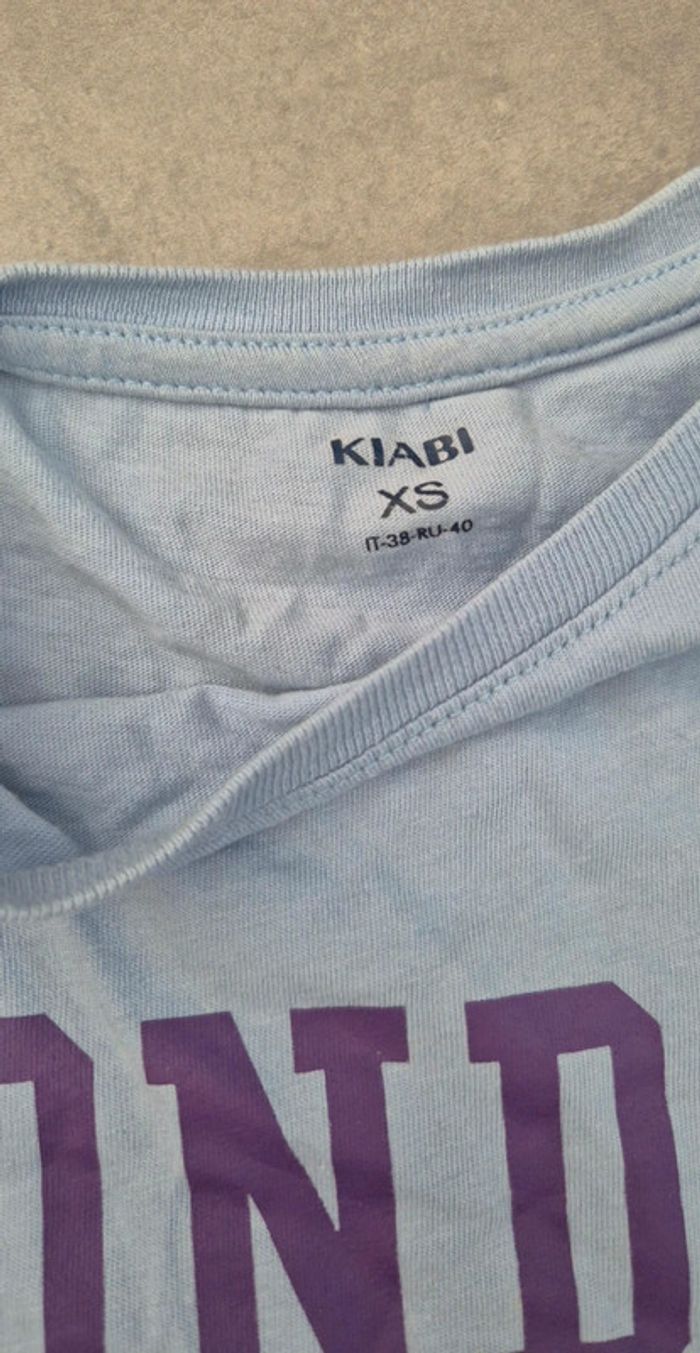 KIABI
XS
IT-38-RU-40
OND